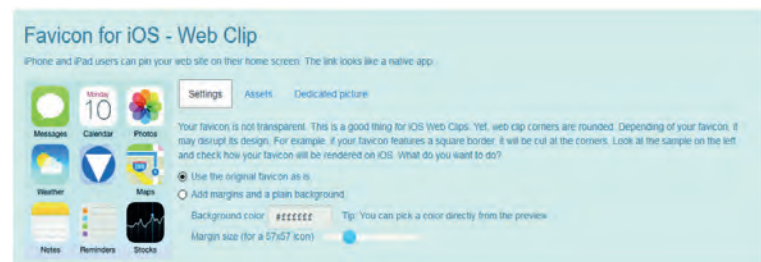 Favicon for iOS - Web Clip
iPhone and iPad users can pin your web site on their home screen. The link looks like a native app.
Settings Assets Dedicated picture
Your favicon is not transparent. This is a good thing for iOS Web Clips. Yet, web clip corners are rounded. Depending of your favicon, it
may disrupt its design. For example, if your favicon features a square border, it will be cut at the corners. Look at the sample on the left
and check how your favicon will be rendered on iOS. What do you want to do?
Use the original favicon as is
Add margins and a plain background
Background color #ffffff Tip: You can pick a color directly from the preview
Margin size (for a 57x57 icon)
Monday
10
Messages Calendar Photos
280
Weather Maps
Notes Reminders Stocks